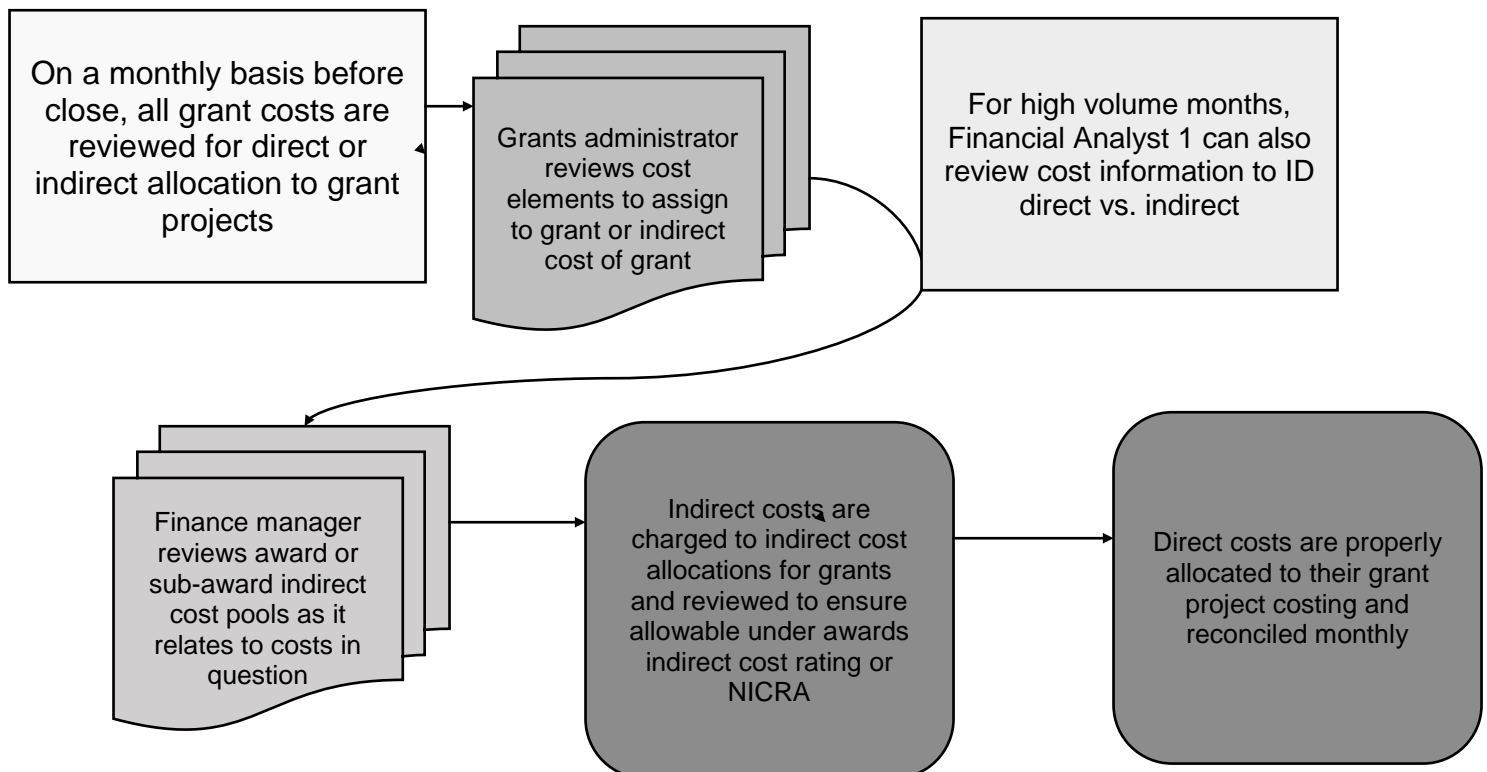 On a monthly basis before
close, all grant costs are
reviewed for direct or
indirect allocation to grant
projects
Grants administrator
reviews cost
elements to assign
to grant or indirect
cost of grant
For high volume months,
Financial Analyst 1 can also
review cost information to ID
direct vs. indirect
Finance manager
reviews award or
sub-award indirect
cost pools as it
relates to costs in
question
Indirect costs are
charged to indirect cost
allocations for grants
and reviewed to ensure
allowable under awards
indirect cost rating or
NICRA
Direct costs are properly
allocated to their grant
project costing and
reconciled monthly